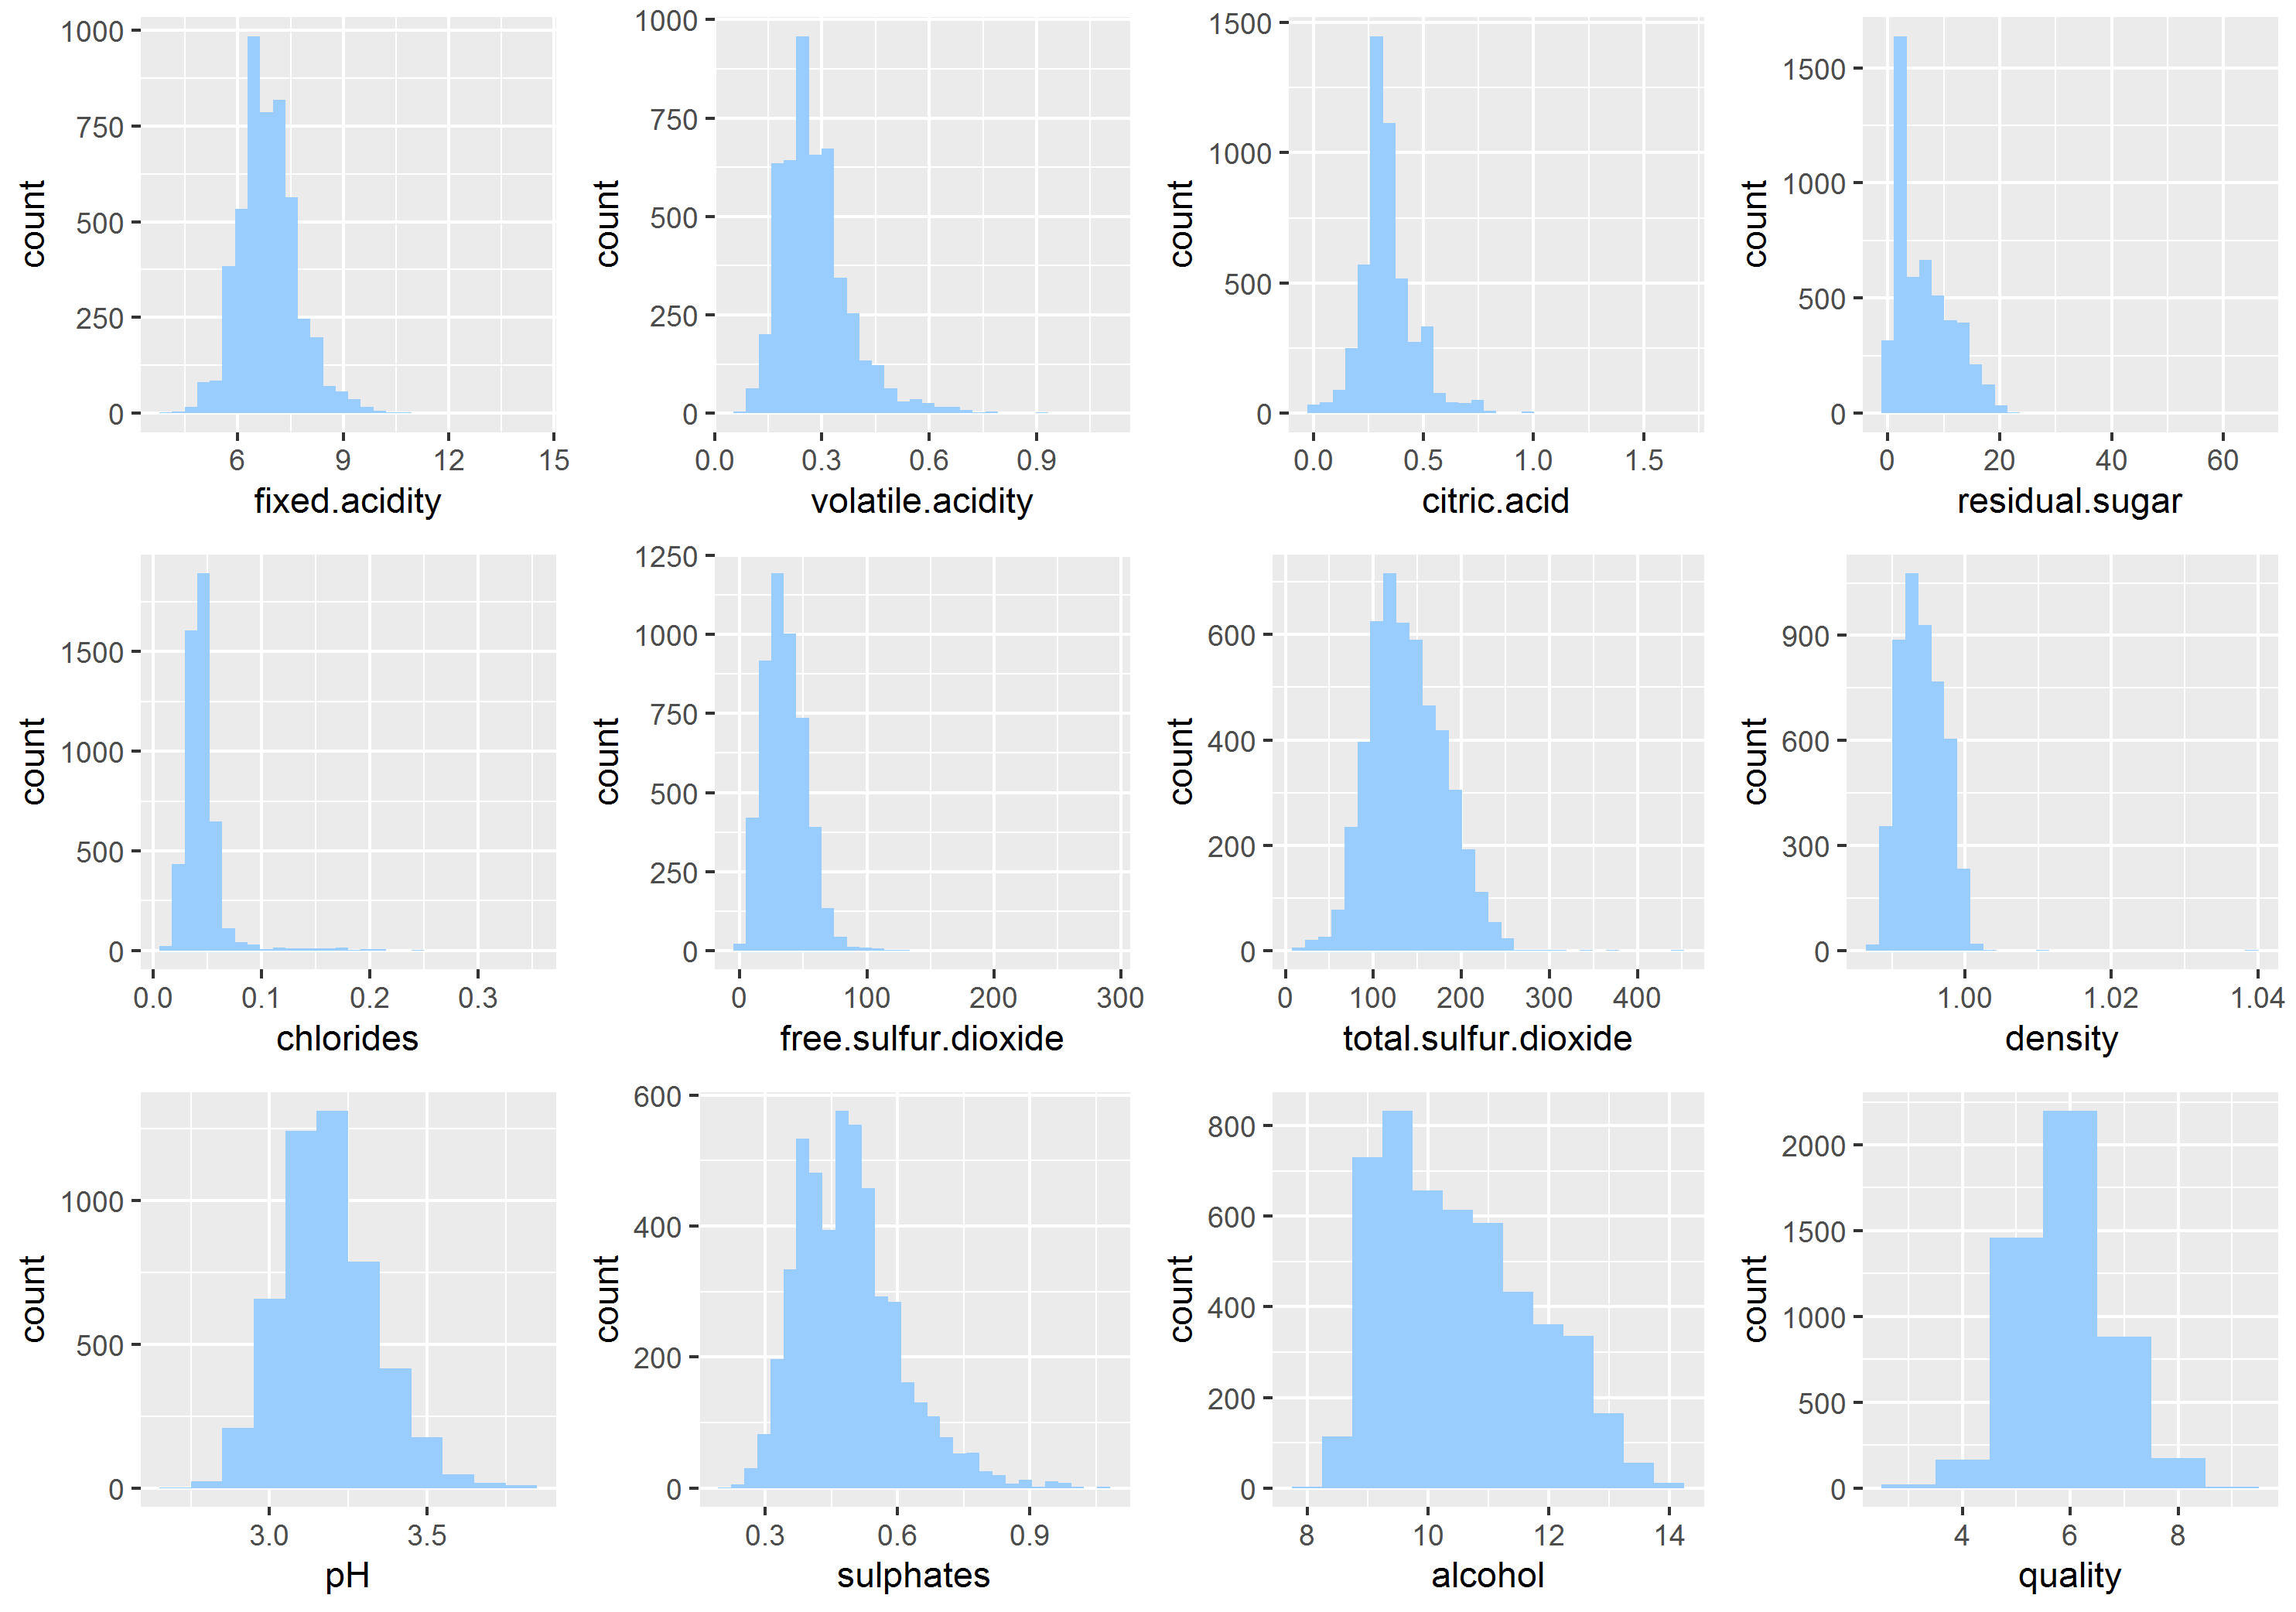 1000
750
500
250
0
count
6 9 12 15
fixed.acidity
1000
750
500
250
0
count
0.0 0.3 0.6 0.9
volatile.acidity
1500
1000
500
0
count
0.0 0.5 1.0 1.5
citric.acid
1500
1000
500
0
count
0 20 40 60
residual.sugar
1500
1000
500
0
count
0.0 0.1 0.2 0.3
chlorides
1250
1000
750
500
250
0
count
0 100 200 300
free.sulfur.dioxide
600
400
200
0
count
0 100 200 300 400
total.sulfur.dioxide
900
600
300
0
count
1.00 1.02 1.04
density
1000
500
0
count
3.0 3.5
pH
600
400
200
0
count
0.3 0.6 0.9
sulphates
800
600
400
200
0
count
8 10 12 14
alcohol
2000
1500
1000
500
0
count
4 6 8
quality